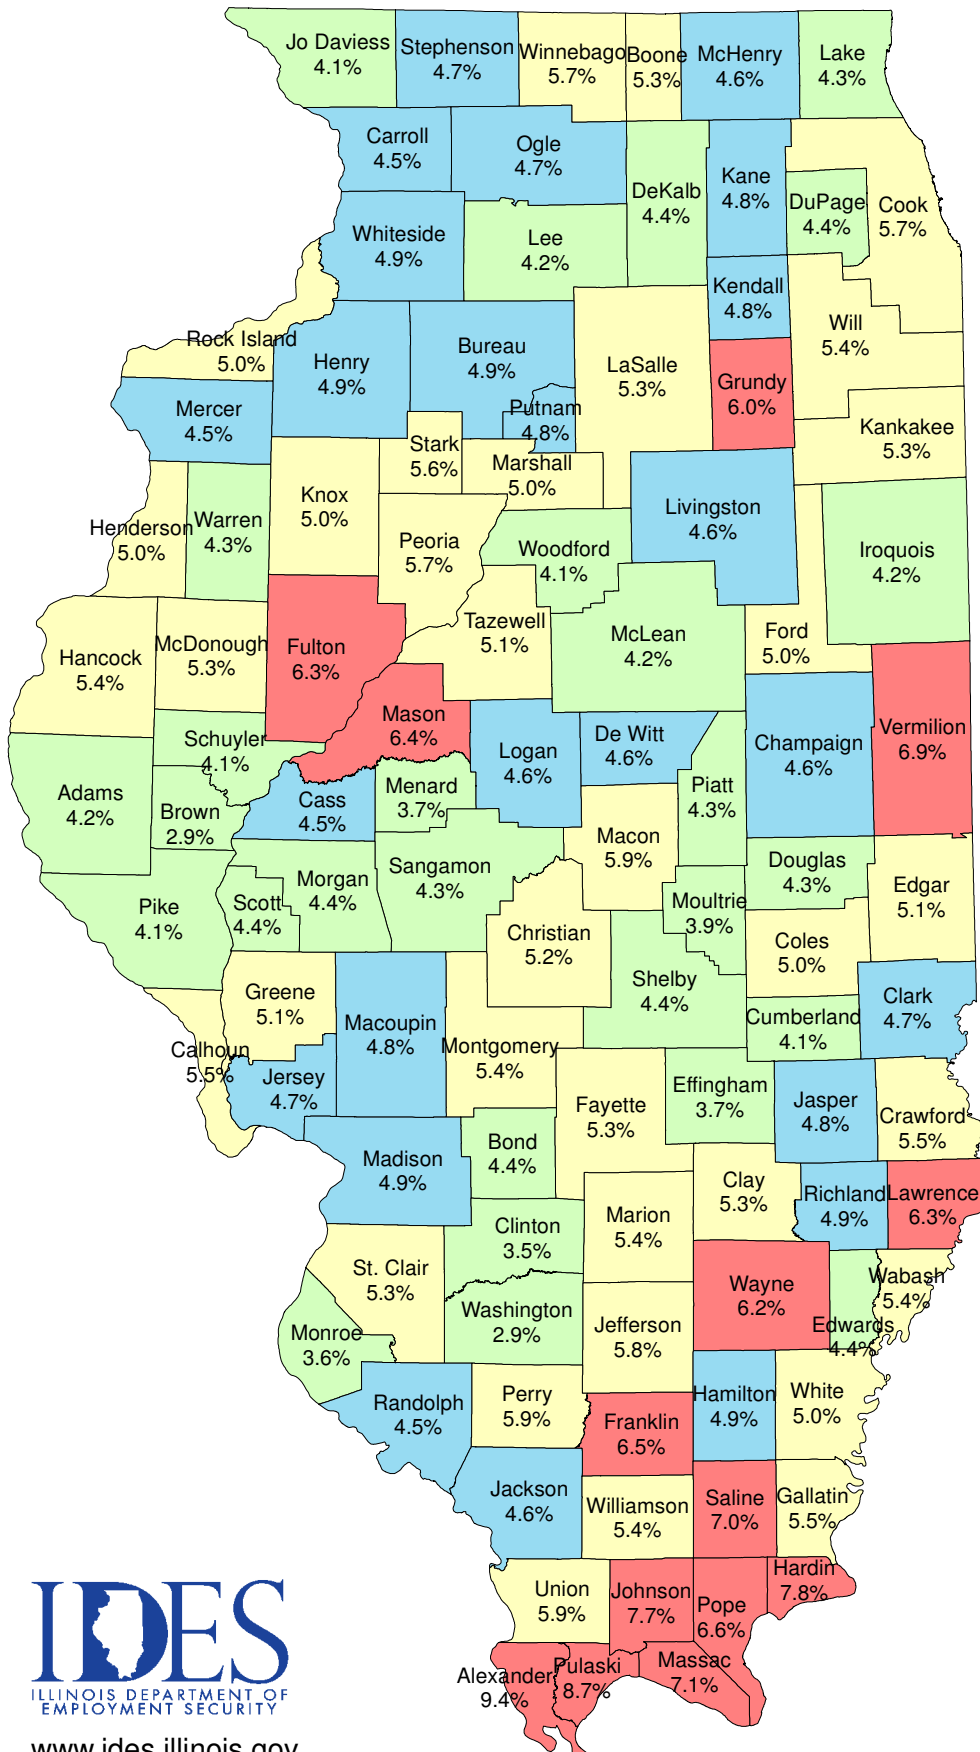 Jo Daviess
4.1%
Stephenson
4.7%
Winnebago
5.7%
Boone
5.3%
McHenry
4.6%
Lake
4.3%
Carroll
4.5%
Ogle
4.7%
DeKalb
4.4%
Kane
4.8%
DuPage
4.4%
Cook
5.7%
Whiteside
4.9%
Lee
4.2%
Kendall
4.8%
Will
5.4%
Rock Island
5.0%
Henry
4.9%
Bureau
4.9%
LaSalle
5.3%
Grundy
6.0%
Mercer
4.5%
Putnam
4.8%
Kankakee
5.3%
Stark
5.6%
Marshall
5.0%
Henderson
5.0%
Warren
4.3%
Knox
5.0%
Peoria
5.7%
Woodford
4.1%
Livingston
4.6%
Iroquois
4.2%
Hancock
5.4%
McDonough
5.3%
Fulton
6.3%
Tazewell
5.1%
McLean
4.2%
Ford
5.0%
Mason
6.4%
Schuyler
4.1%
Logan
4.6%
De Witt
4.6%
Champaign
4.6%
Vermilion
6.9%
Adams
4.2%
Brown
2.9%
Cass
4.5%
Menard
3.7%
Piatt
4.3%
Macon
5.9%
Douglas
4.3%
Edgar
5.1%
Pike
4.1%
Scott
4.4%
Morgan
4.4%
Sangamon
4.3%
Christian
5.2%
Moultrie
3.9%
Coles
5.0%
Shelby
4.4%
Clark
4.7%
Greene
5.1%
Macoupin
4.8%
Montgomery
5.4%
Cumberland
4.1%
Calhoun
5.5%
Jersey
4.7%
Fayette
5.3%
Effingham
3.7%
Jasper
4.8%
Crawford
5.5%
Madison
4.9%
Bond
4.4%
Clay
5.3%
Richland
4.9%
Lawrence
6.3%
Marion
5.4%
Clinton
3.5%
St. Clair
5.3%
Wayne
6.2%
Wabash
5.4%
Edwards
4.4%
Monroe
3.6%
Washington
2.9%
Jefferson
5.8%
Randolph
4.5%
Perry
5.9%
Franklin
6.5%
Hamilton
4.9%
White
5.0%
Jackson
4.6%
Williamson
5.4%
Saline
7.0%
Gallatin
5.5%
Union
5.9%
Johnson
7.7%
Pope
6.6%
Hardin
7.8%
Alexander
9.4%
Pulaski
8.7%
Massac
7.1%
IDES
ILLINOIS DEPARTMENT OF
EMPLOYMENT SECURITY
www.ides.illinois.gov